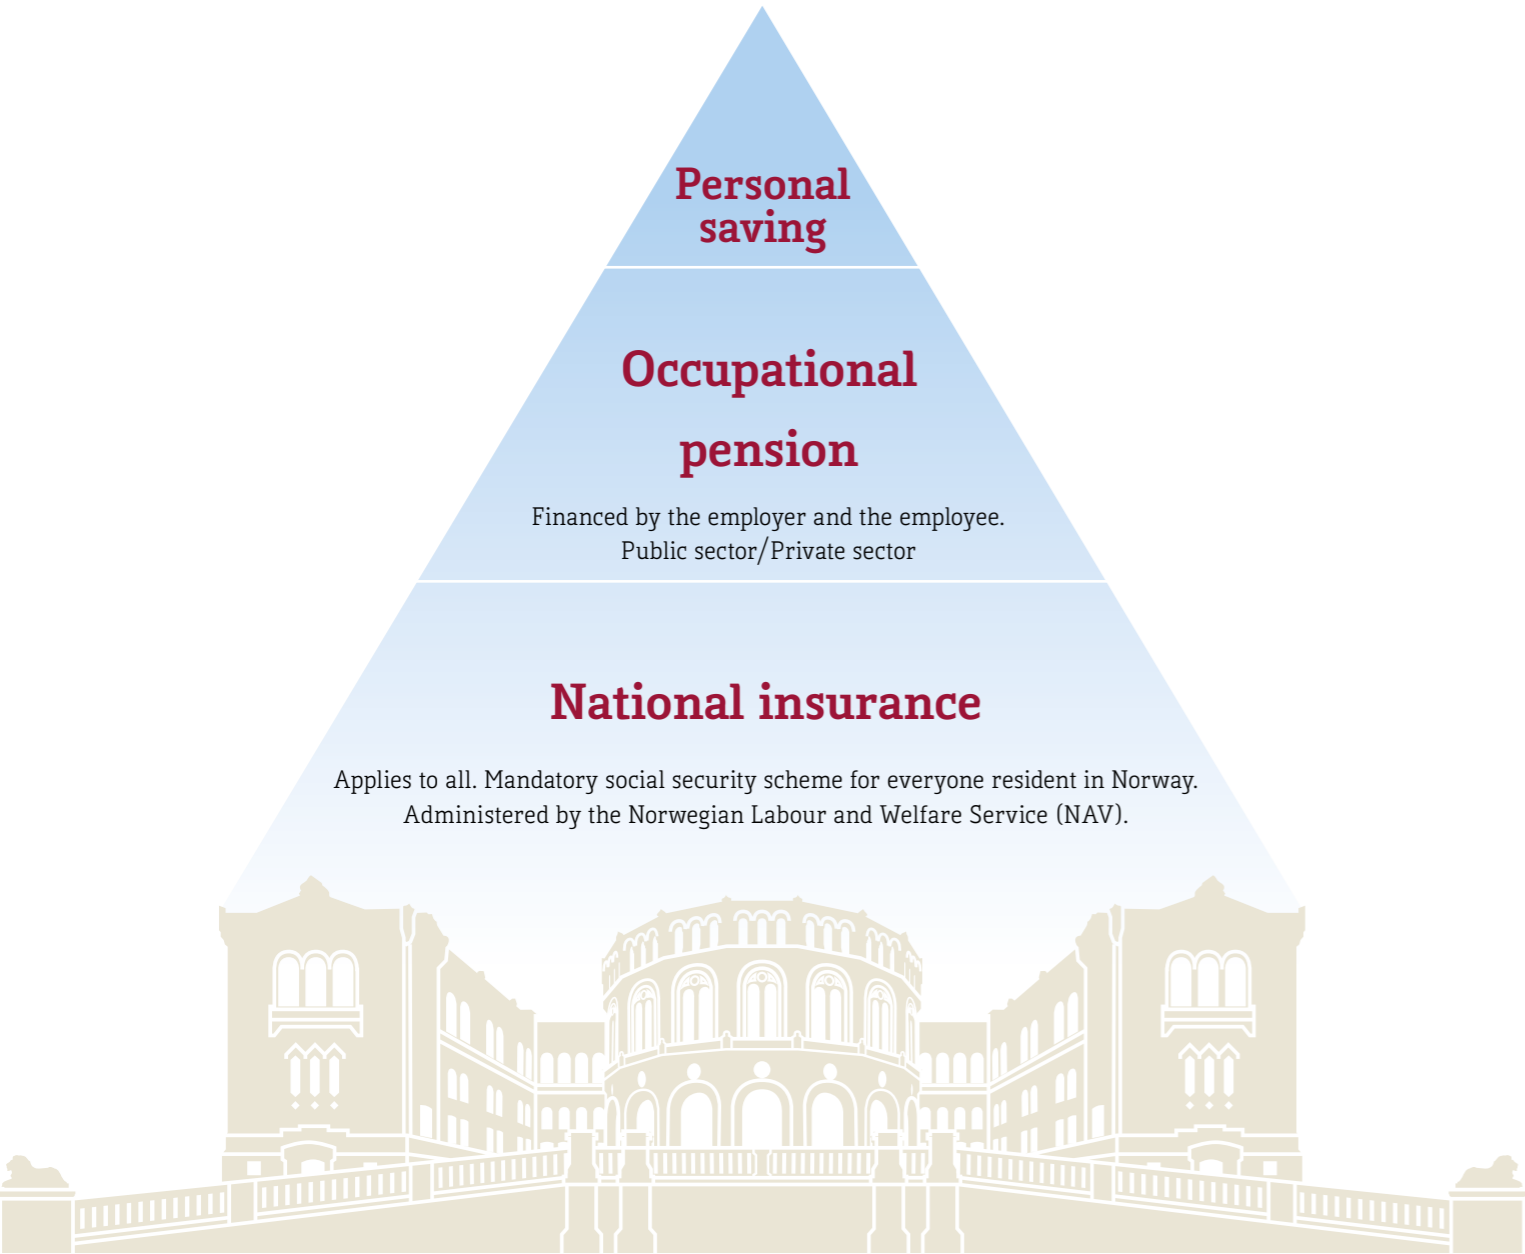 Personal
saving
Occupational
pension
Financed by the employer and the employee.
Public sector/Private sector
National insurance
Applies to all. Mandatory social security scheme for everyone resident in Norway.
Administered by the Norwegian Labour and Welfare Service (NAV).